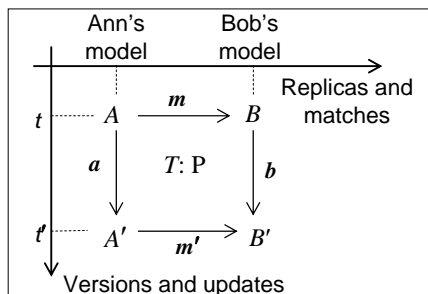 Ann's Bob's
model model
Replicas and
matches
t A m B
a T: P b
t' A' m' B'
Versions and updates